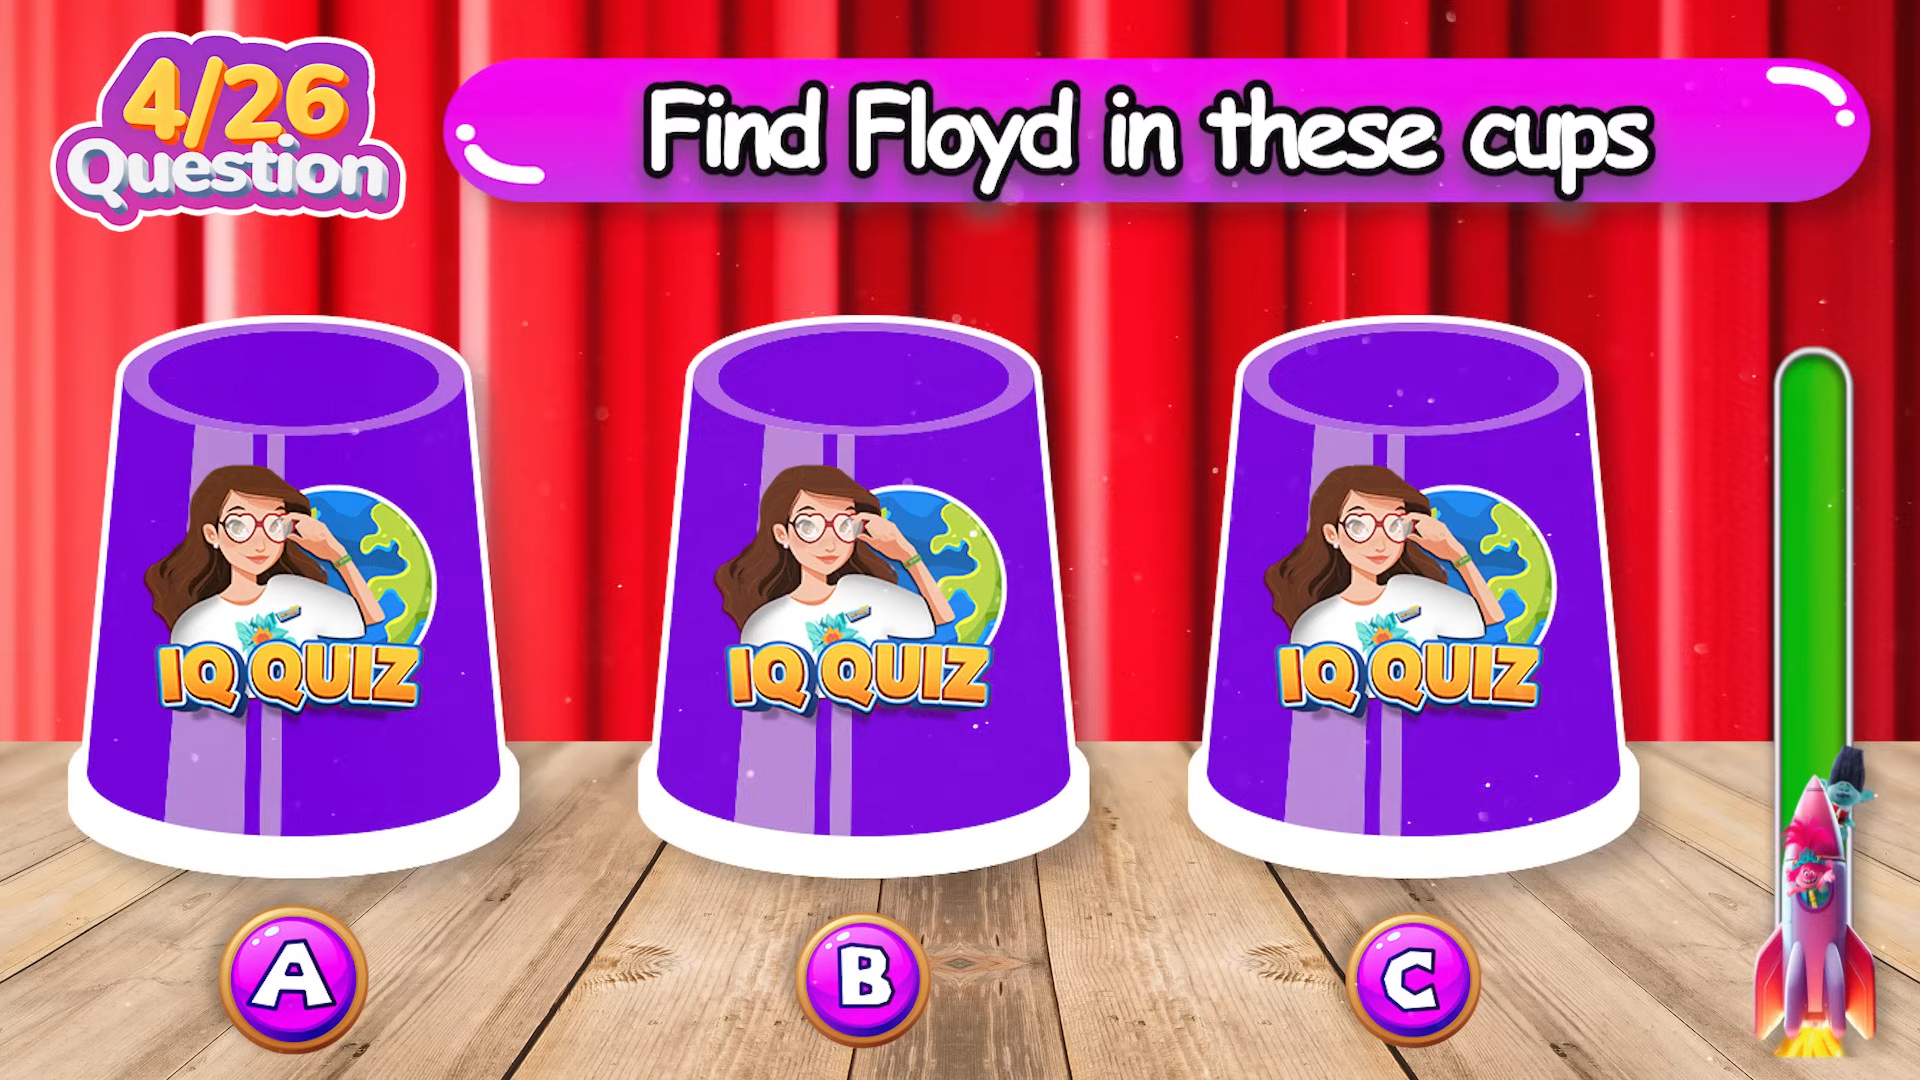 4/26
Question
Find Floyd in these cups
IQ QUIZ
IQ QUIZ
IQ QUIZ
A
B
C